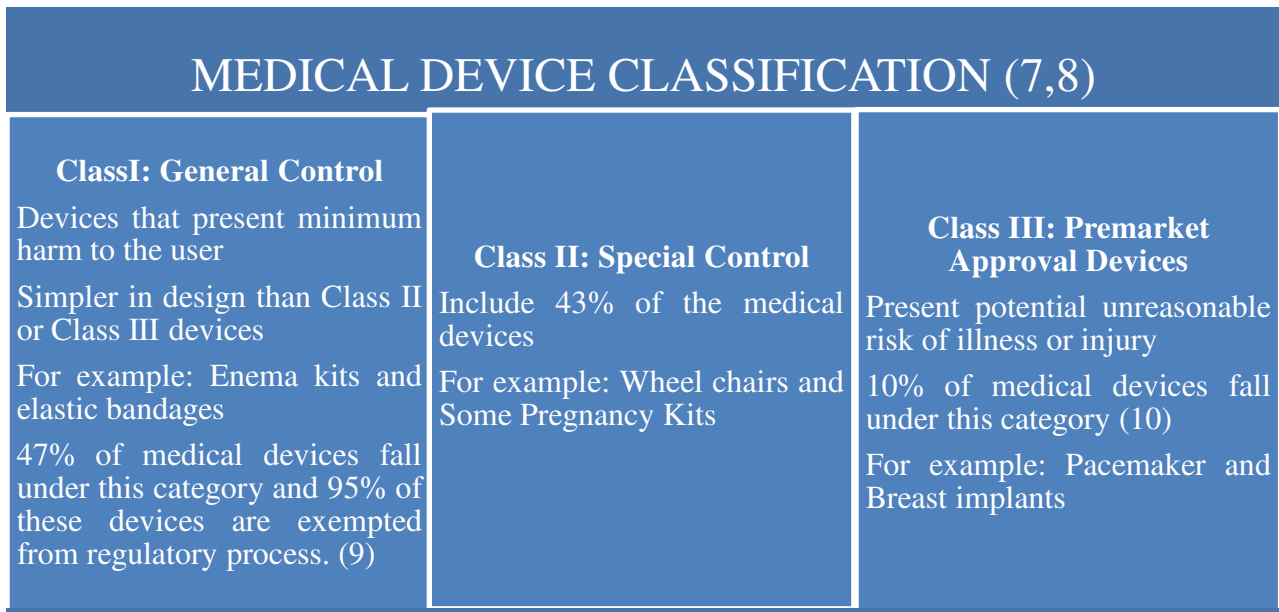 MEDICAL DEVICE CLASSIFICATION (7,8)
ClassI: General Control
Devices that present minimum
harm to the user
Simpler in design than Class II
or Class III devices
For example: Enema kits and
elastic bandages
47% of medical devices fall
under this category and 95% of
these devices are exempted
from regulatory process. (9)
Class II: Special Control
Include 43% of the medical
devices
For example: Wheel chairs and
Some Pregnancy Kits
Class III: Premarket
Approval Devices
Present potential unreasonable
risk of illness or injury
10% of medical devices fall
under this category (10)
For example: Pacemaker and
Breast implants